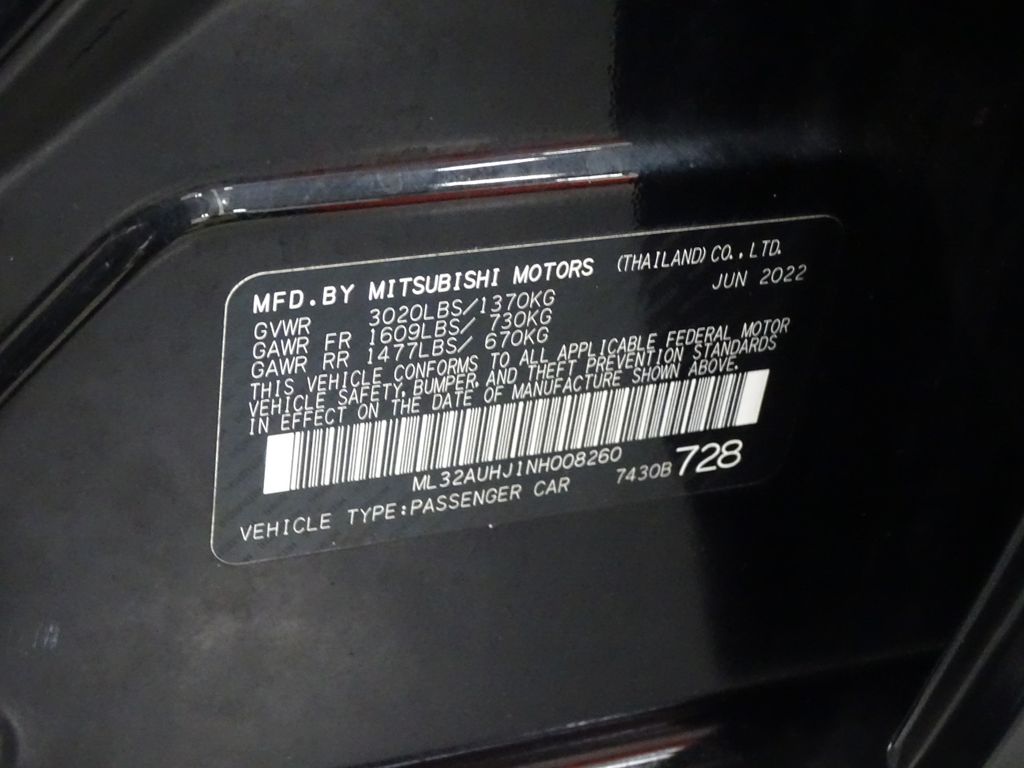 MFD.BY MITSUBISHI MOTORS (THAILAND) CO., LTD.
JUN 2022
GVWR 3020LBS/1370KG
GAWR FR 1609LBS/ 730KG
GAWR RR 1477LBS/ 670KG
THIS VEHICLE CONFORMS TO ALL APPLICABLE FEDERAL MOTOR
VEHICLE SAFETY, BUMPER, AND THEFT PREVENTION STANDARDS
IN EFFECT ON THE DATE OF MANUFACTURE SHOWN ABOVE.
ML32AUHJ1NH008260
7430B 728
VEHICLE TYPE:PASSENGER CAR